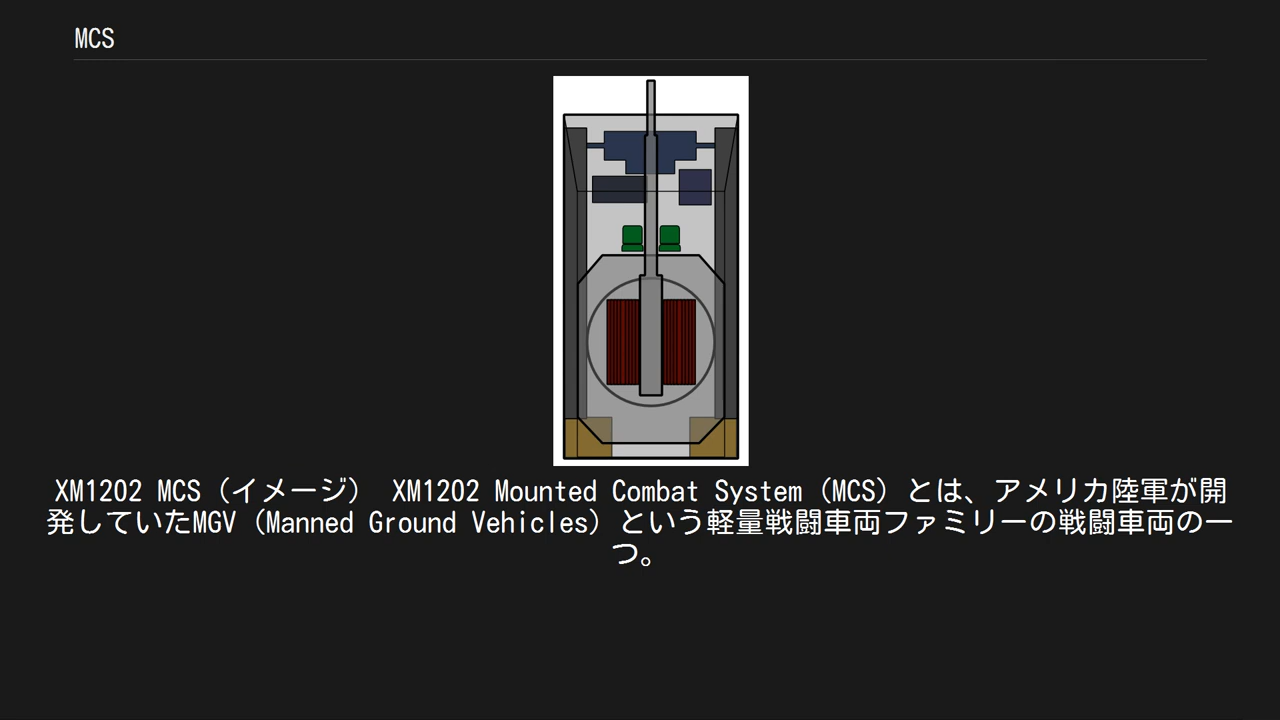 MCS
XM1202 MCS（イメージ） XM1202 Mounted Combat System（MCS）とは、アメリカ陸軍が開
発していたMGV（Manned Ground Vehicles）という軽量戦闘車両ファミリーの戦闘車両の一
つ。